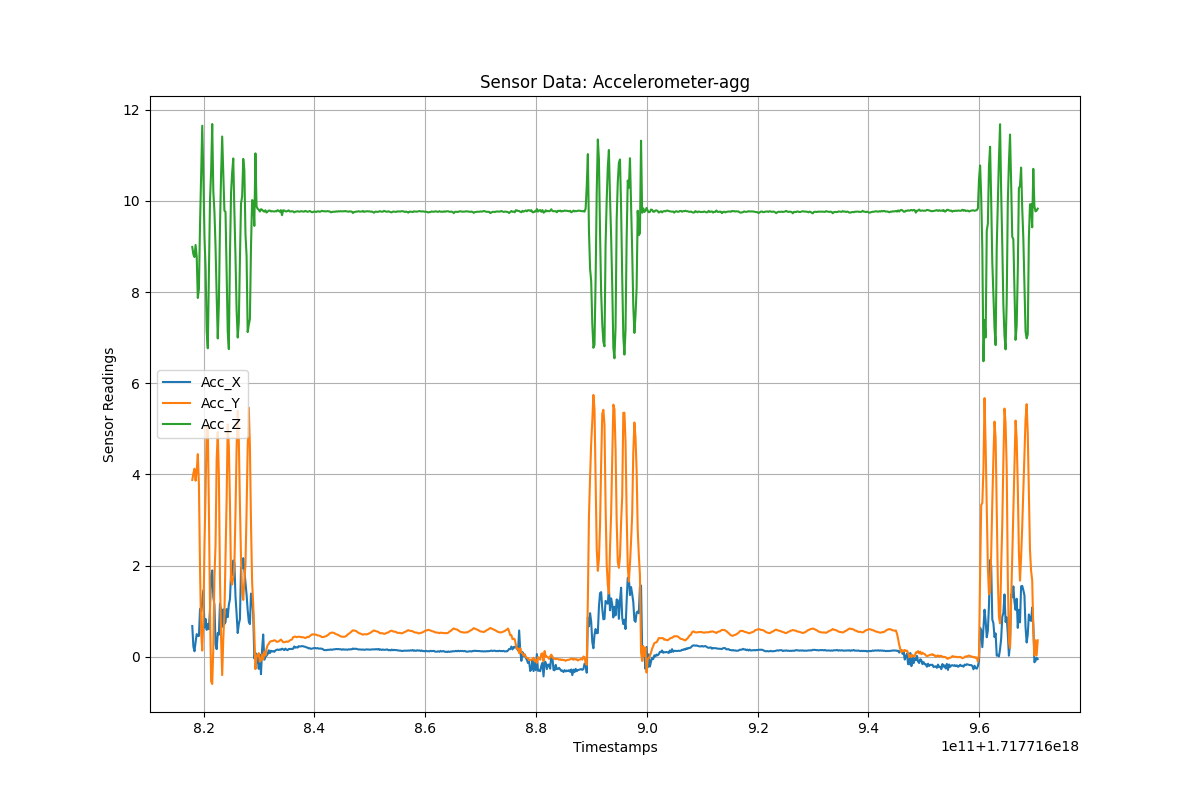 Sensor Data: Accelerometer-agg
12
10
8
6
4
2
0
Sensor Readings
Acc_X
Acc_Y
Acc_Z
8.2 8.4 8.6 8.8 9.0 9.2 9.4 9.6
Timestamps
1e11+1.717716e18